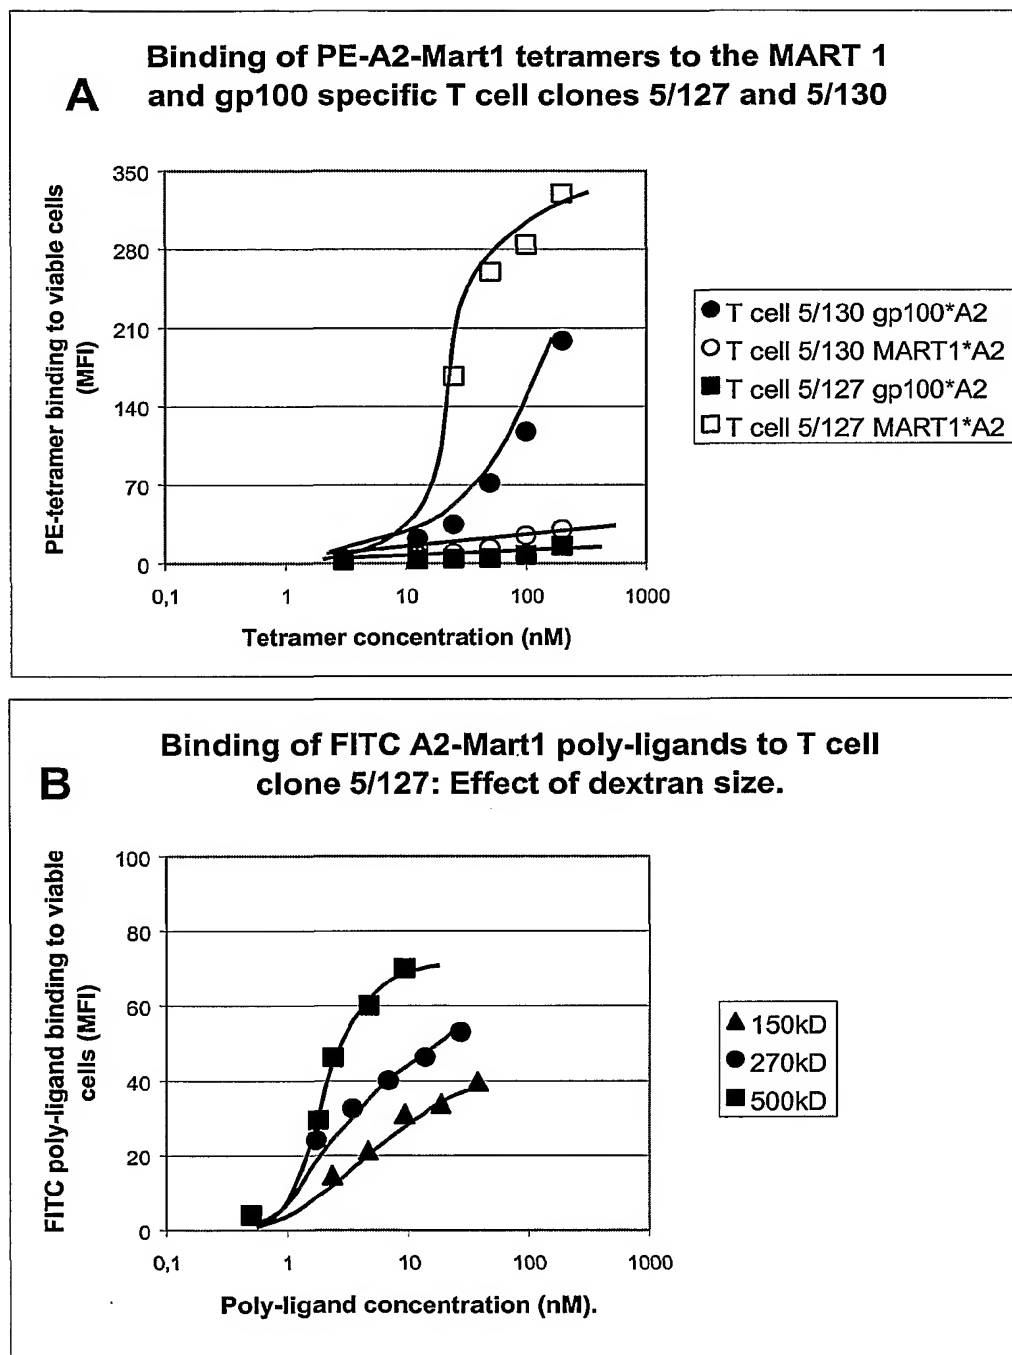 A
Binding of PE-A2-Mart1 tetramers to the MART 1
and gp100 specific T cell clones 5/127 and 5/130
PE-tetramer binding to viable cells
(MFI)
350
280
210
140
70
0
0,1 1 10 100 1000
Tetramer concentration (nM)
T cell 5/130 gp100*A2
T cell 5/130 MART1*A2
T cell 5/127 gp100*A2
T cell 5/127 MART1*A2
B
Binding of FITC A2-Mart1 poly-ligands to T cell
clone 5/127: Effect of dextran size.
FITC poly-ligand binding to viable
cells (MFI)
100
80
60
40
20
0
0,1 1 10 100 1000
Poly-ligand concentration (nM).
150kD
270kD
500kD